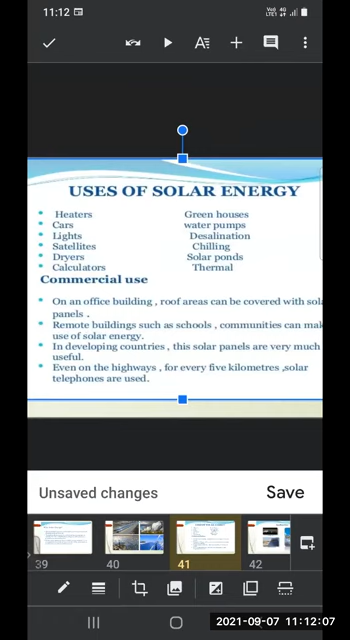 11:12
Vo) 4G
LTE1
USES OF SOLAR ENERGY
Heaters Green houses
Cars water pumps
Lights Desalination
Satellites Chilling
Dryers Solar ponds
Calculators Thermal
Commercial use
On an office building , roof areas can be covered with sola
panels .
Remote buildings such as schools , communities can mak
use of solar energy.
In developing countries , this solar panels are very much
useful.
Even on the highways , for every five kilometres ,solar
telephones are used.
Unsaved changes Save
39 40 41 42
2021-09-07 11:12:07